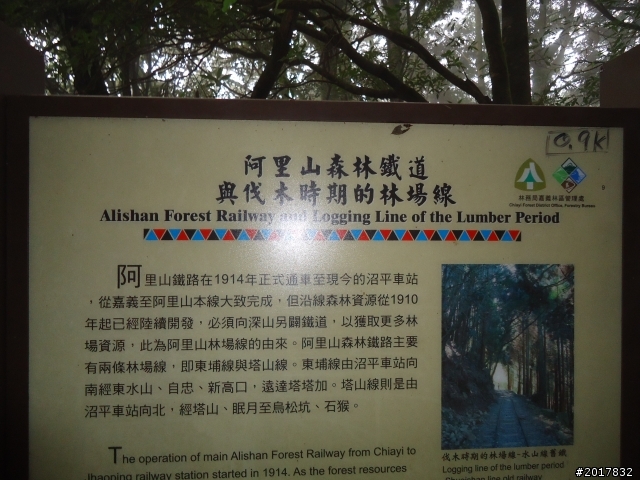 0.9K
阿里山森林鐵道
與伐木時期的林場線
Alishan Forest Railway and Logging Line of the Lumber Period
林務局嘉義林區管理處
Chiayi Forest District Office, Forestry Bureau
阿里山鐵路在1914年正式通車至現今的沼平車站
，從嘉義至阿里山本線大致完成，但沿線森林資源從1910
年起已經陸續開發，必須向深山另闢鐵道，以獲取更多林
場資源，此為阿里山林場線的由來。阿里山森林鐵路主要
有兩條林場線，即東埔線與塔山線。東埔線由沼平車站向
南經東水山、自忠、新高口，遠達塔塔加。塔山線則是由
沼平車站向北，經塔山、眠月至鳥松坑、石猴。
The operation of main Alishan Forest Railway from Chiayi to
railway station started in 1914. As the forest resources
伐木時期的林場線-水山線舊鐵
Logging line of the lumber period
line old railway
#2017832